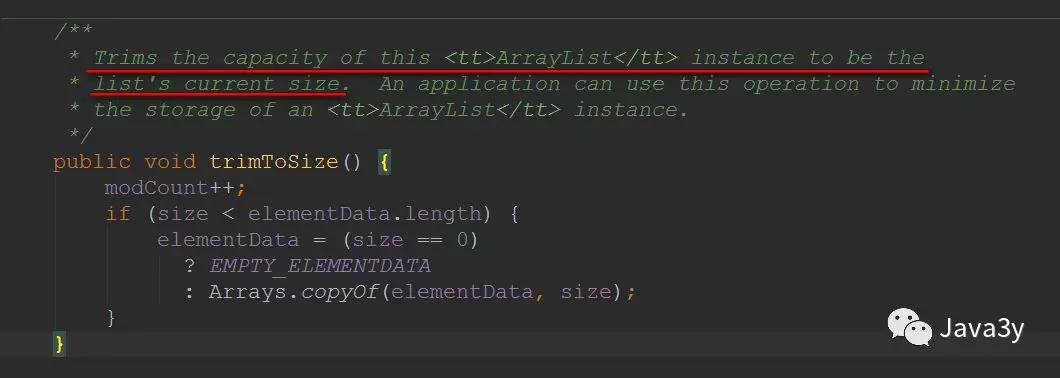 /**
* Trims the capacity of this <tt>ArrayList</tt> instance to be the
* list's current size.  An application can use this operation to minimize
* the storage of an <tt>ArrayList</tt> instance.
*/
public void trimToSize() {
modCount++;
if (size < elementData.length) {
elementData = (size == 0)
? EMPTY_ELEMENTDATA
: Arrays.copyOf(elementData, size);
}
}
Java3y